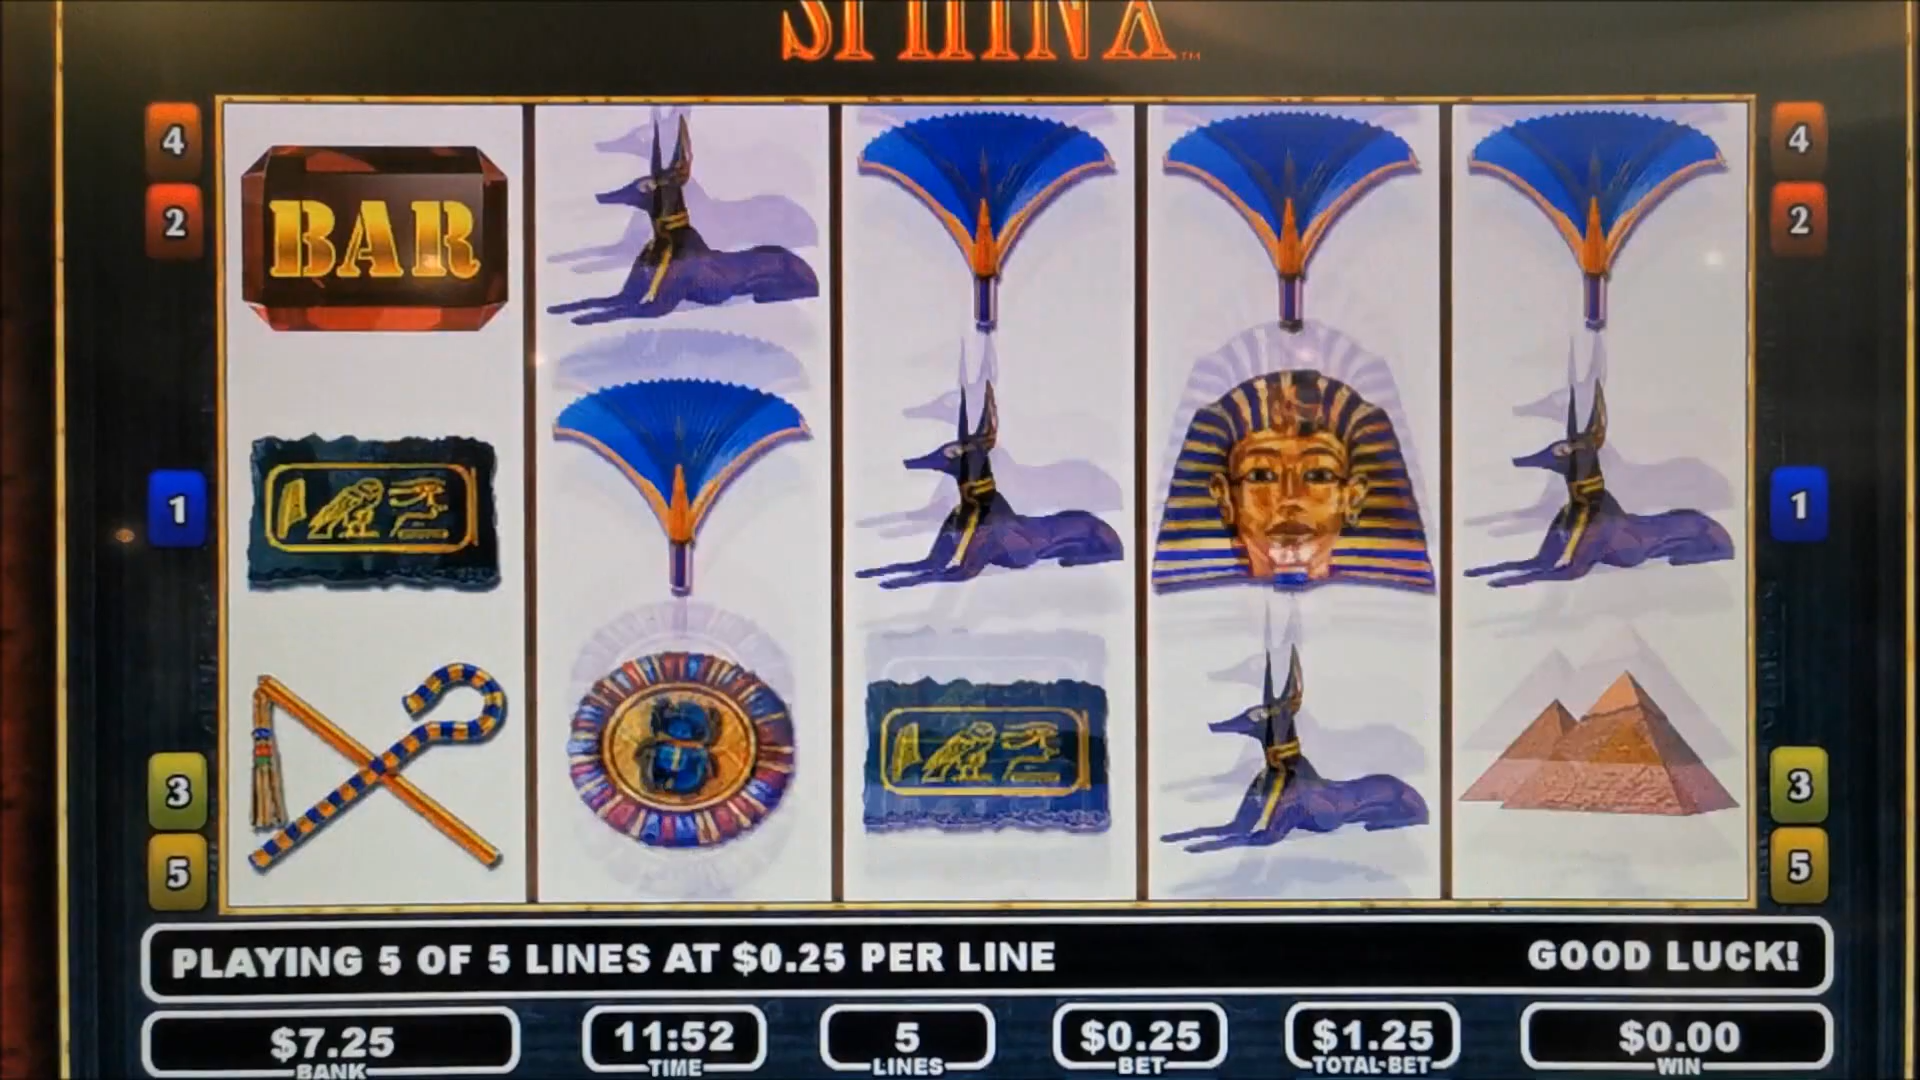 SPHINX™
4
4
2
2
BAR
1
1
3
3
5
5
PLAYING 5 OF 5 LINES AT $0.25 PER LINE GOOD LUCK!
$7.25 11:52 5 $0.25 $1.25 $0.00
BANK TIME LINES BET TOTAL BET WIN